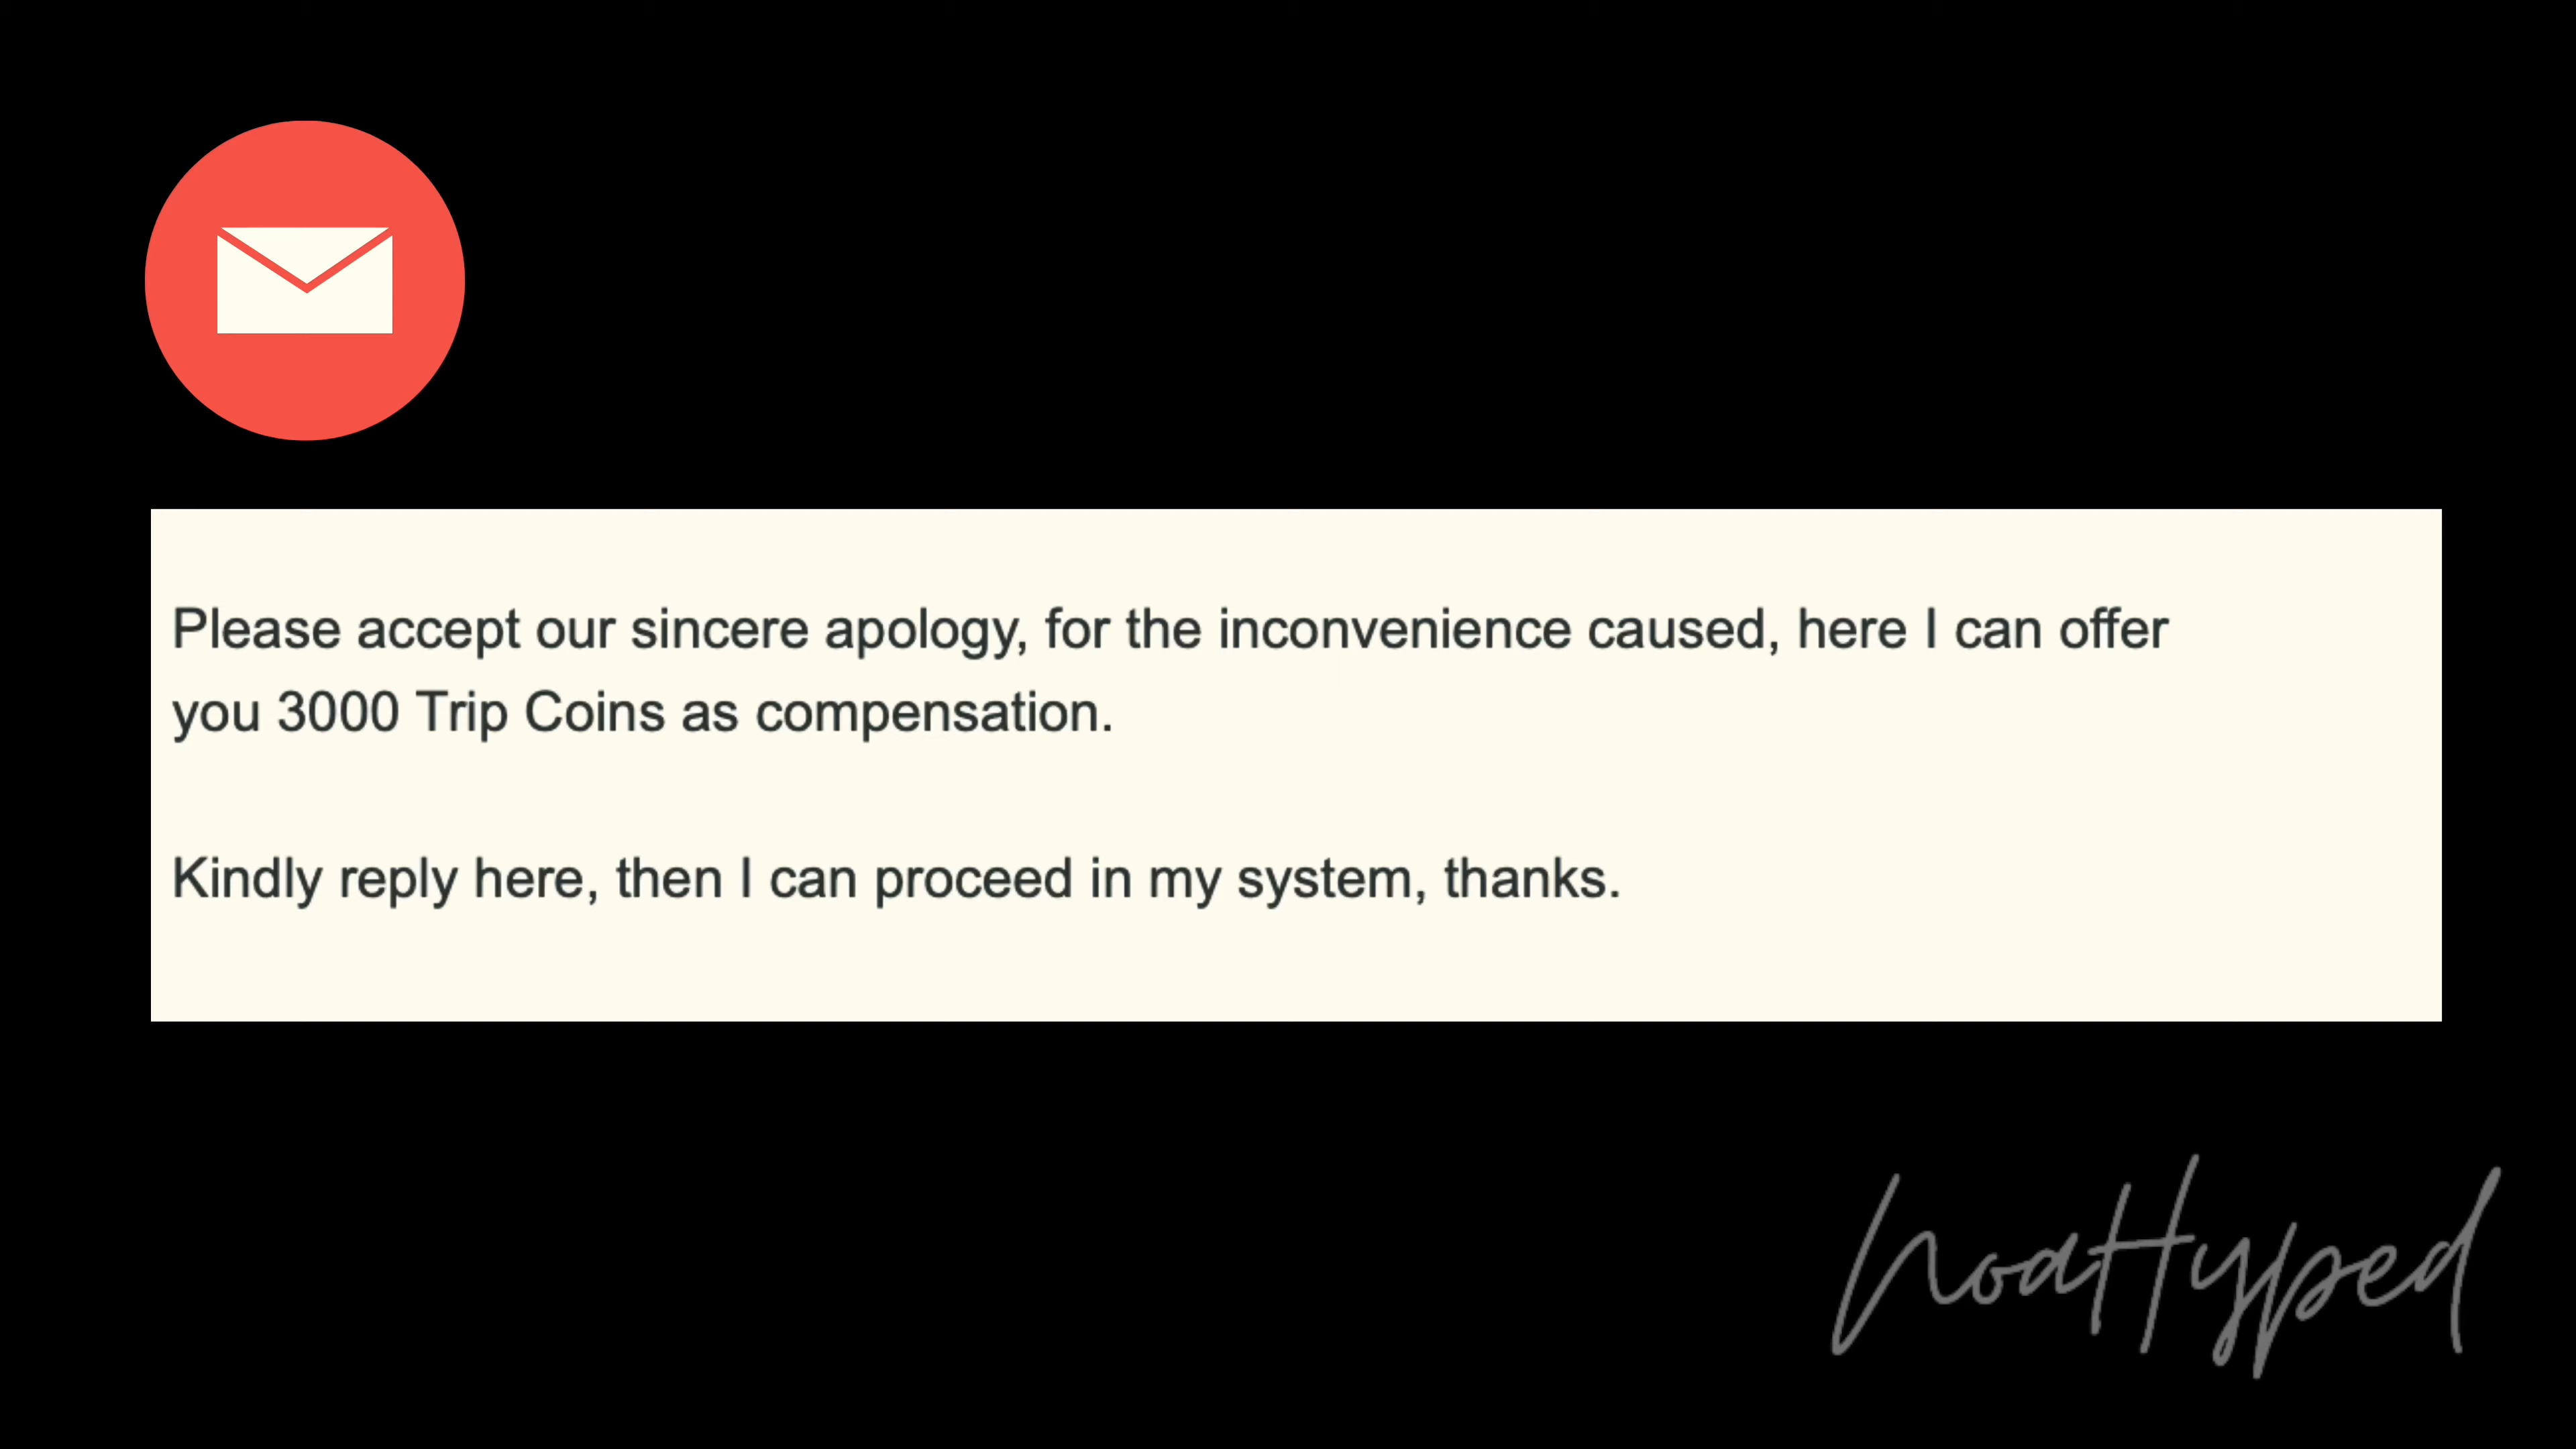 Please accept our sincere apology, for the inconvenience caused, here I can offer
you 3000 Trip Coins as compensation.
Kindly reply here, then I can proceed in my system, thanks.
NoaHyped